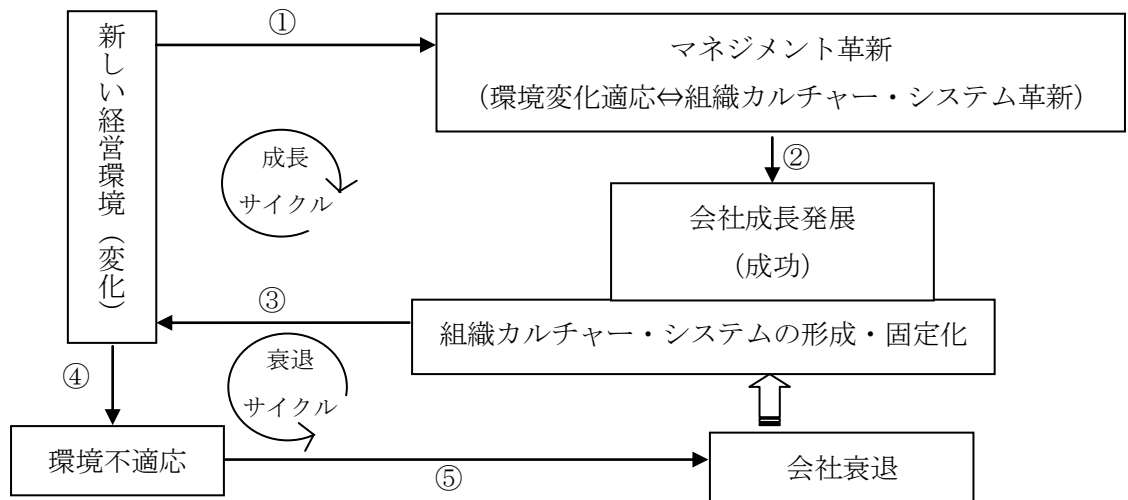 新しい経営環境（変化）
①
マネジメント革新
（環境変化適応⇔組織カルチャー・システム革新）
②
成長
サイクル
会社成長発展
（成功）
③
組織カルチャー・システムの形成・固定化
衰退
サイクル
④
環境不適応
⑤
会社衰退